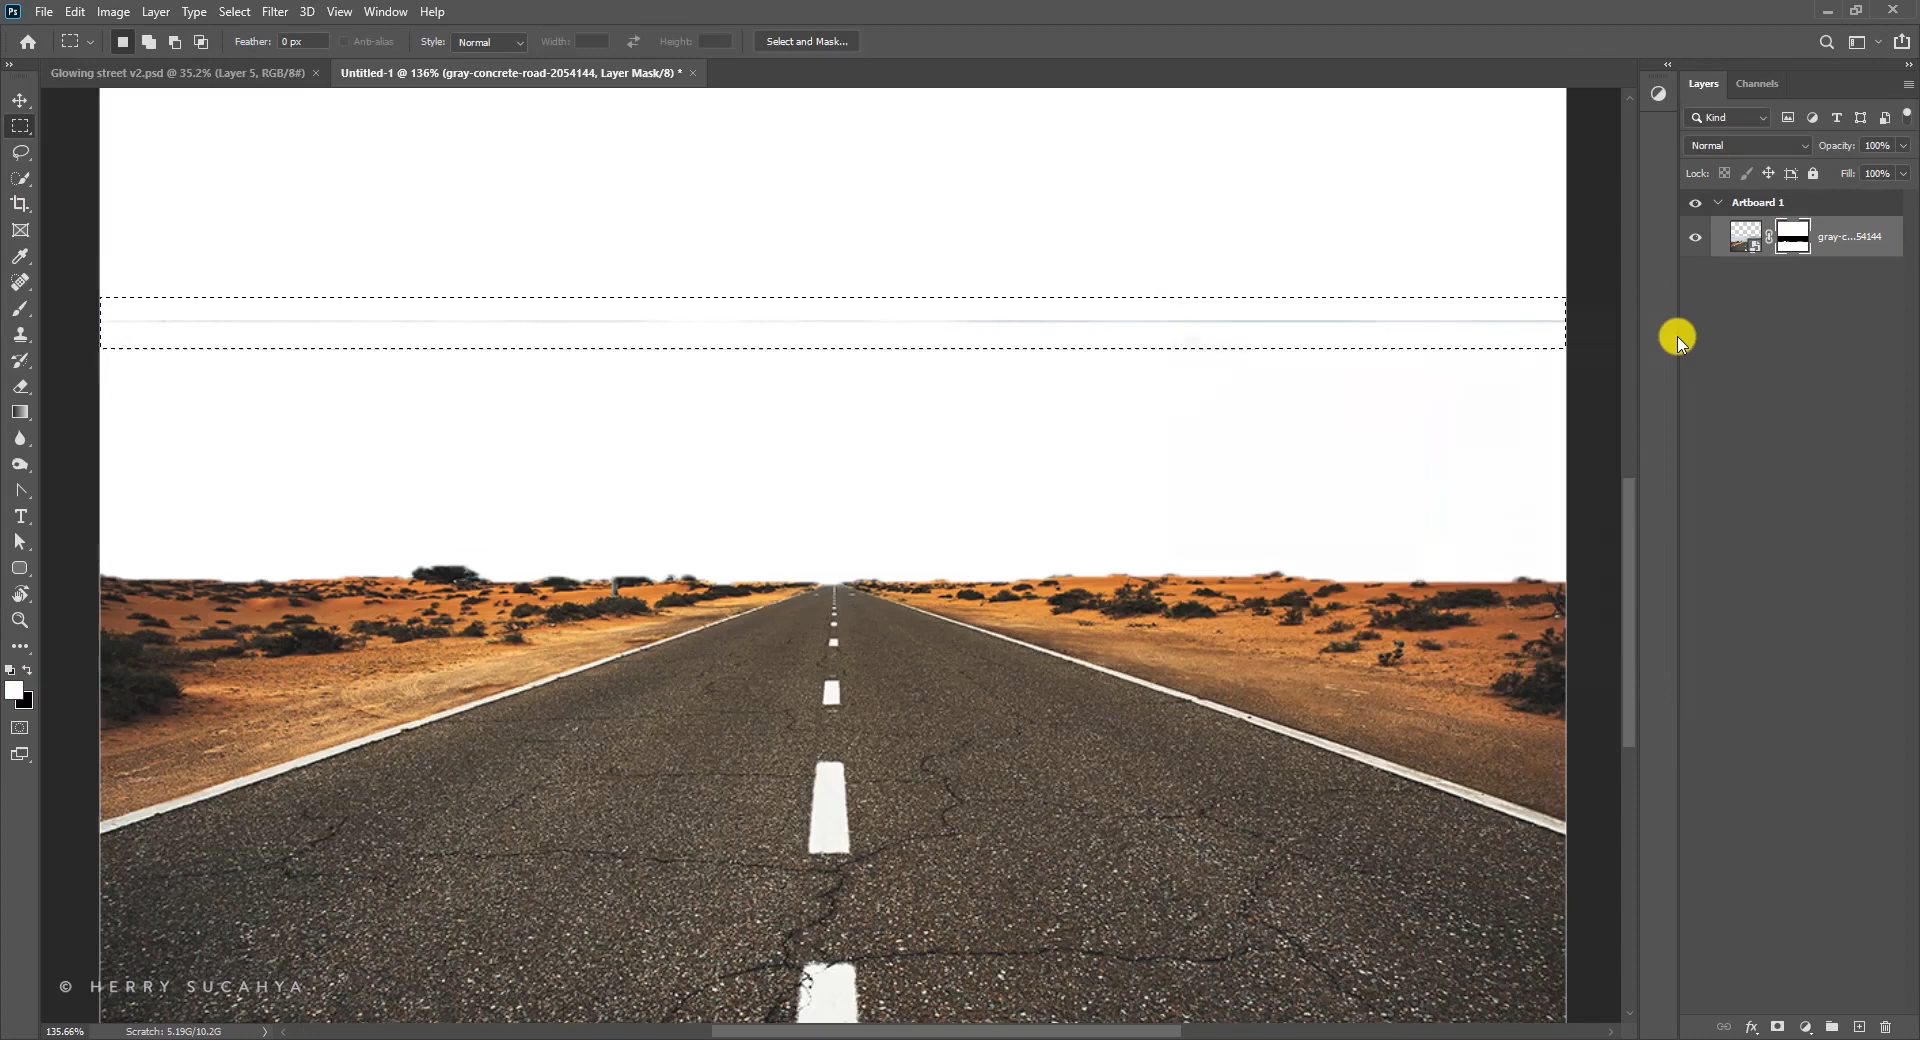 Ps File Edit Image Layer Type Select Filter 3D View Window Help
Feather: 0 px Anti-alias Style: Normal Width: Height: Select and Mask...
Glowing street v2.psd @ 35.2% (Layer 5, RGB/8#) × Untitled-1 @ 136% (gray-concrete-road-2054144, Layer Mask/8) * ×
Layers Channels
Kind
Normal Opacity: 100%
Lock: Fill: 100%
Artboard 1
gray-c...54144
© HERRY SUCAHYA
135.66% Scratch: 5.19G/10.2G